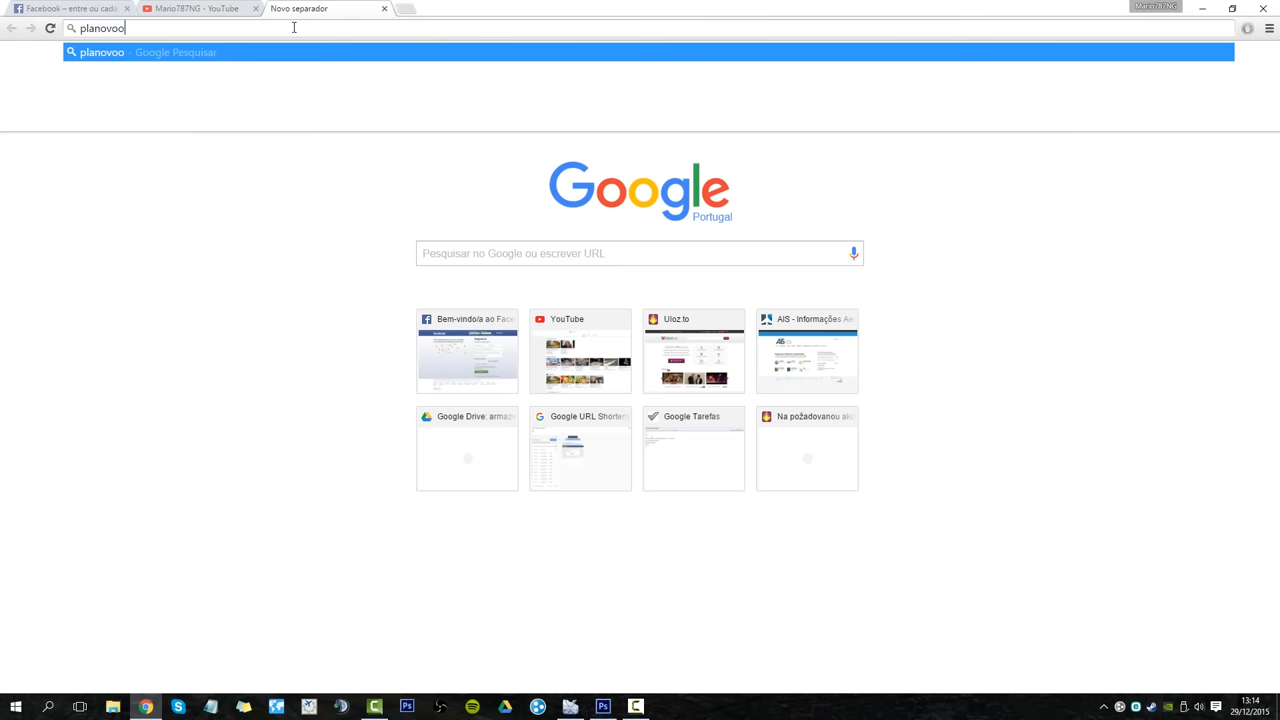 Facebook – entre ou cada
Mario787NG - YouTube
Novo separador
Mario787NG
planovoo
planovoo - Google Pesquisar
Google
Portugal
Pesquisar no Google ou escrever URL
Bem-vindo/a ao Face
YouTube
Uloz.to
AIS - Informações Ae
Google Drive: armaz
Google URL Shorten
Google Tarefas
Na požadovanou ak
13:14
29/12/2015